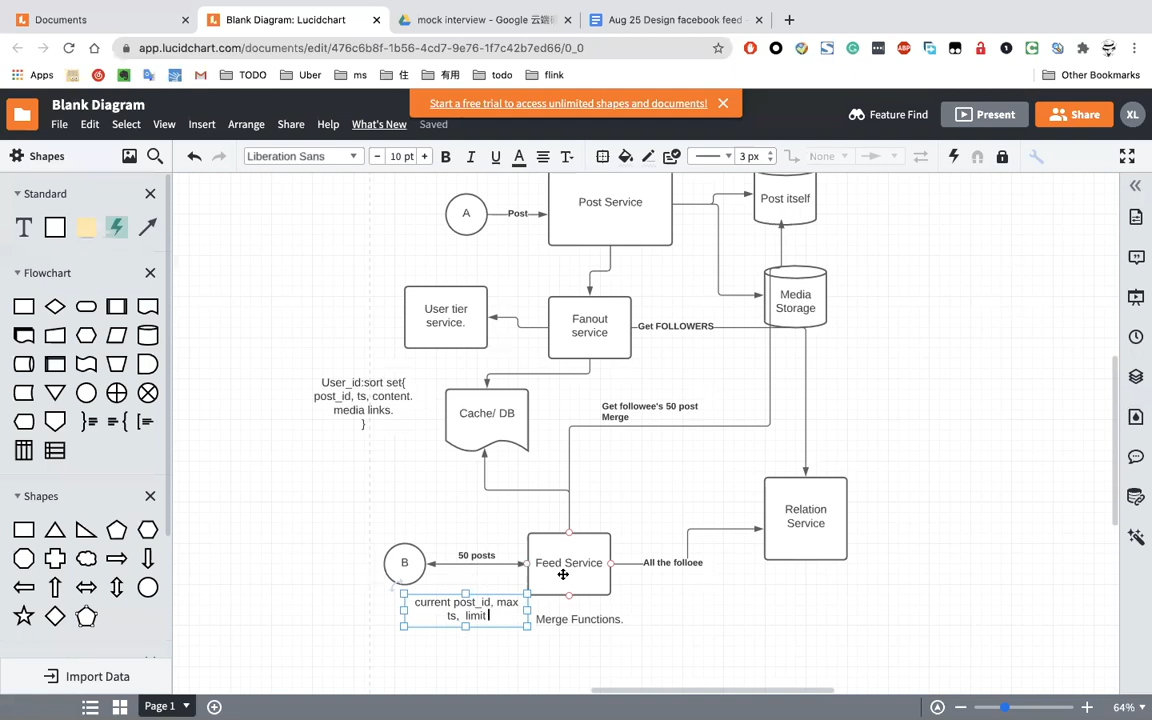 Documents
Blank Diagram: Lucidchart
mock interview - Google 云端
Aug 25 Design facebook feed
app.lucidchart.com/documents/edit/476c6b8f-1b56-4cd7-9e76-1f7c42b7ed66/0_0
Apps
TODO
Uber
ms
住
有用
todo
flink
Other Bookmarks
Blank Diagram
Start a free trial to access unlimited shapes and documents!
File
Edit
Select
View
Insert
Arrange
Share
Help
What's New
Saved
Feature Find
Present
Share
XL
Shapes
Liberation Sans
10 pt
B
I
U
A
T
3 px
None
Standard
T
Flowchart
Shapes
Import Data
A
Post
Post Service
Post itself
User tier
service.
Fanout
service
Get FOLLOWERS
Media
Storage
User_id:sort set{
post_id, ts, content.
media links.
}
Cache/ DB
Get followee's 50 post
Merge
Relation
Service
B
50 posts
Feed Service
All the folloee
current post_id, max
ts, limit
Merge Functions.
Page 1
64%